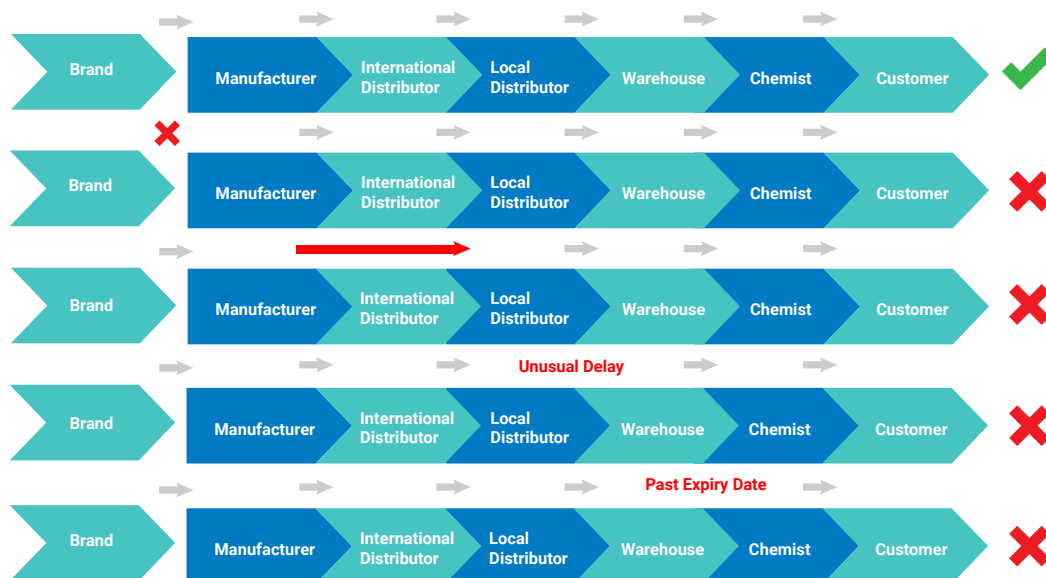 Brand
Manufacturer
International
Distributor
Local
Distributor
Warehouse
Chemist
Customer
Brand
Manufacturer
International
Distributor
Local
Distributor
Warehouse
Chemist
Customer
Brand
Manufacturer
International
Distributor
Local
Distributor
Warehouse
Chemist
Customer
Unusual Delay
Brand
Manufacturer
International
Distributor
Local
Distributor
Warehouse
Chemist
Customer
Past Expiry Date
Brand
Manufacturer
International
Distributor
Local
Distributor
Warehouse
Chemist
Customer